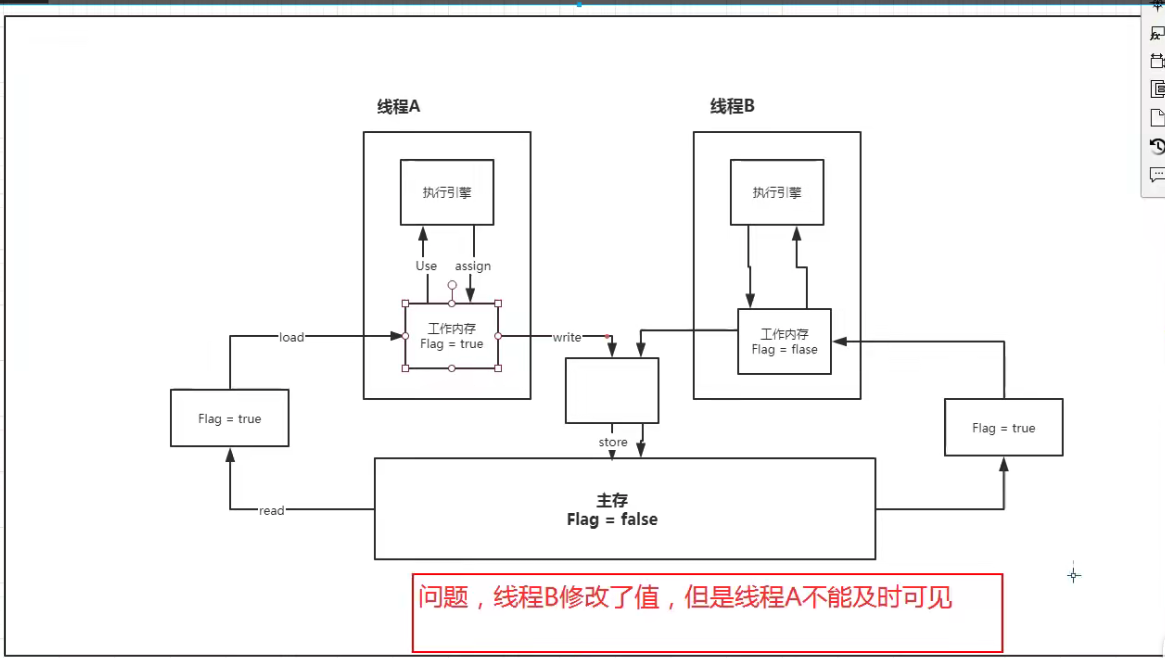 线程A
线程B
执行引擎
执行引擎
Use
assign
工作内存
Flag = true
工作内存
Flag = flase
load
write
Flag = true
Flag = true
store
read
主存
Flag = false
问题，线程B修改了值，但是线程A不能及时可见